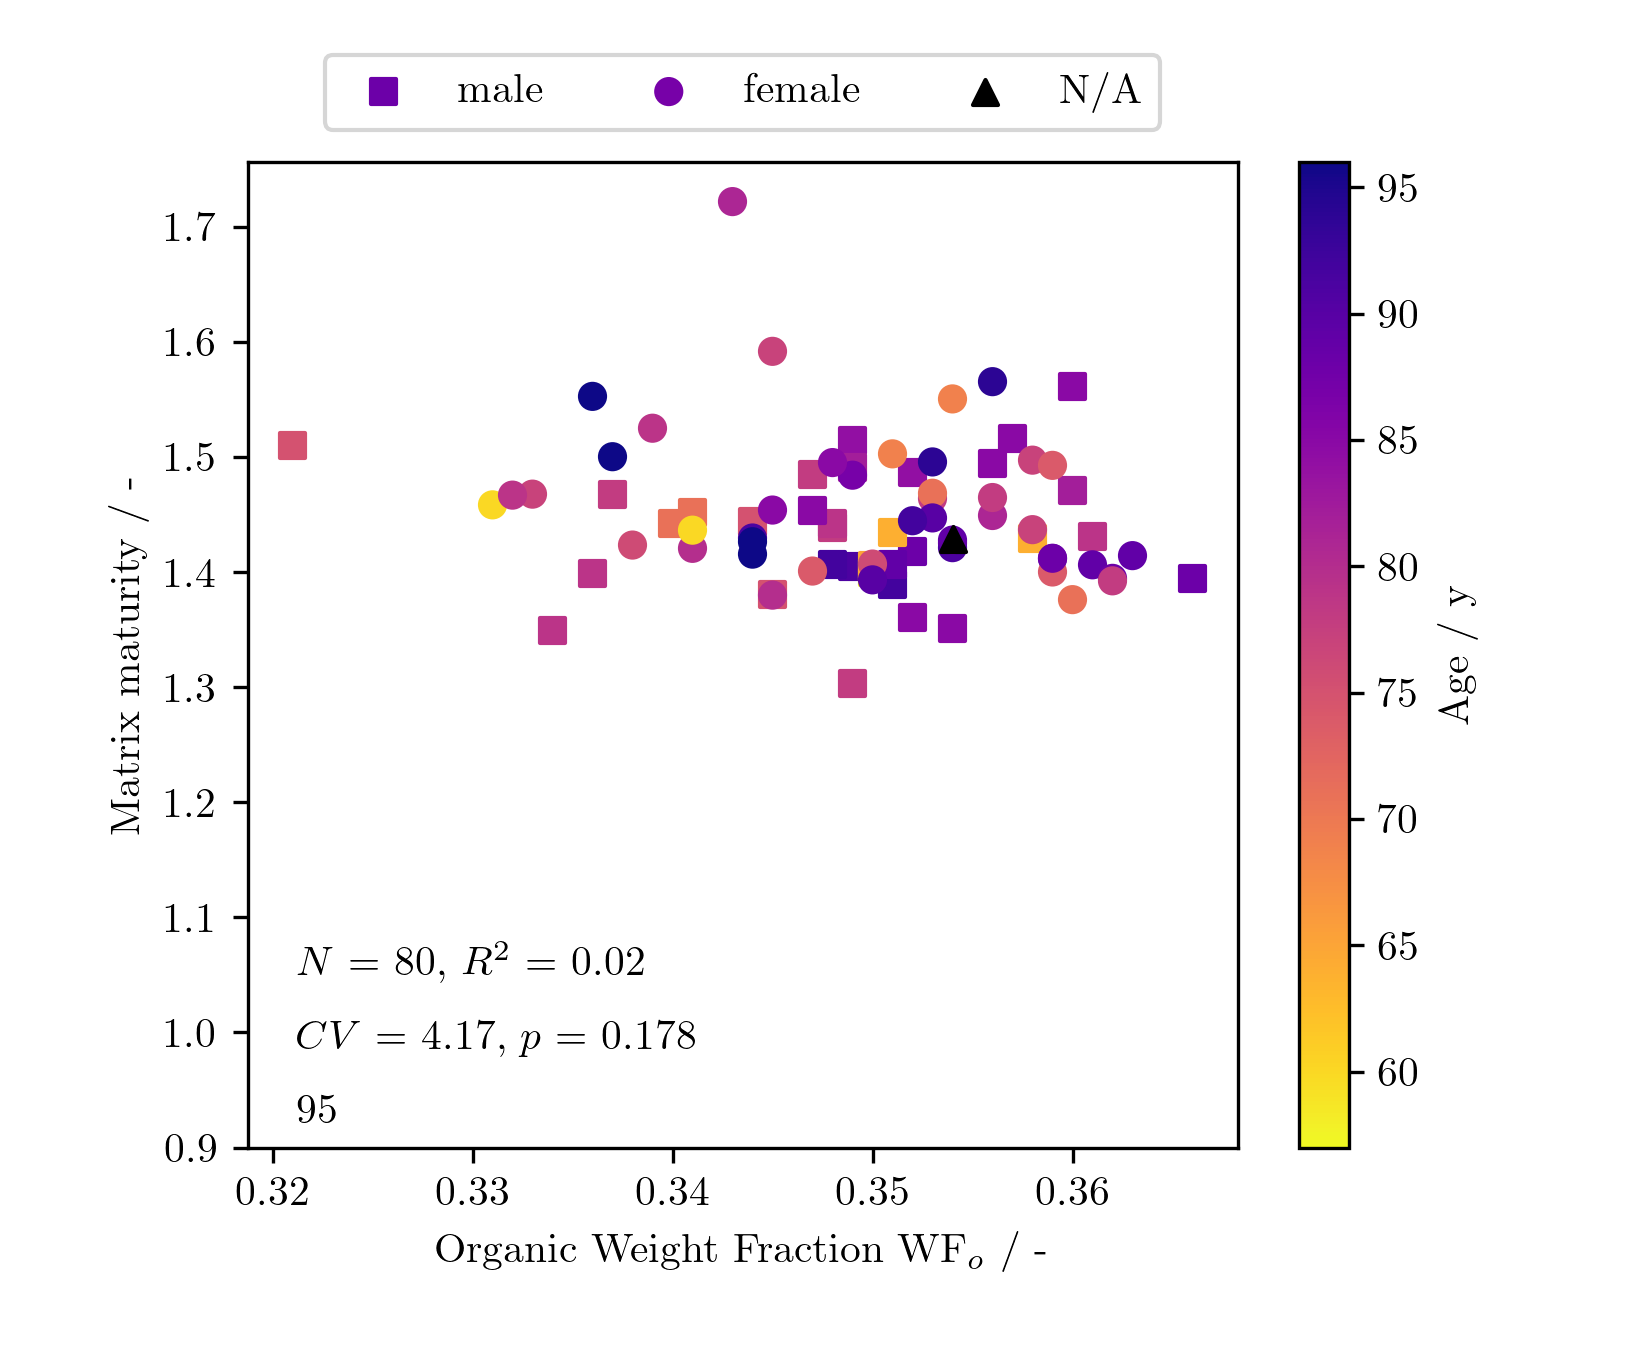 male female N/A
1.7
1.6
1.5
1.4
1.3
1.2
1.1
1.0
0.9
Matrix maturity / -
N = 80, R² = 0.02
CV = 4.17, p = 0.178
95
0.32 0.33 0.34 0.35 0.36
Organic Weight Fraction WFₒ / -
95
90
85
80
75
70
65
60
Age / y